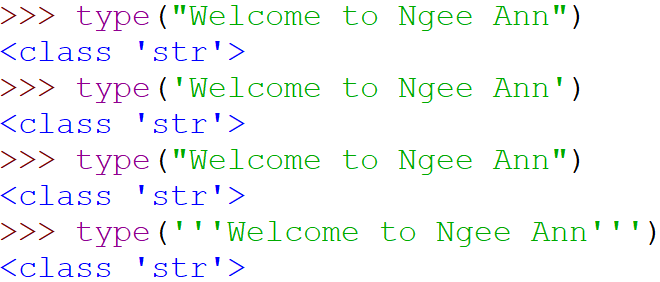 >>> type("Welcome to Ngee Ann")
<class 'str'>
>>> type('Welcome to Ngee Ann')
<class 'str'>
>>> type("Welcome to Ngee Ann")
<class 'str'>
>>> type('''Welcome to Ngee Ann''')
<class 'str'>